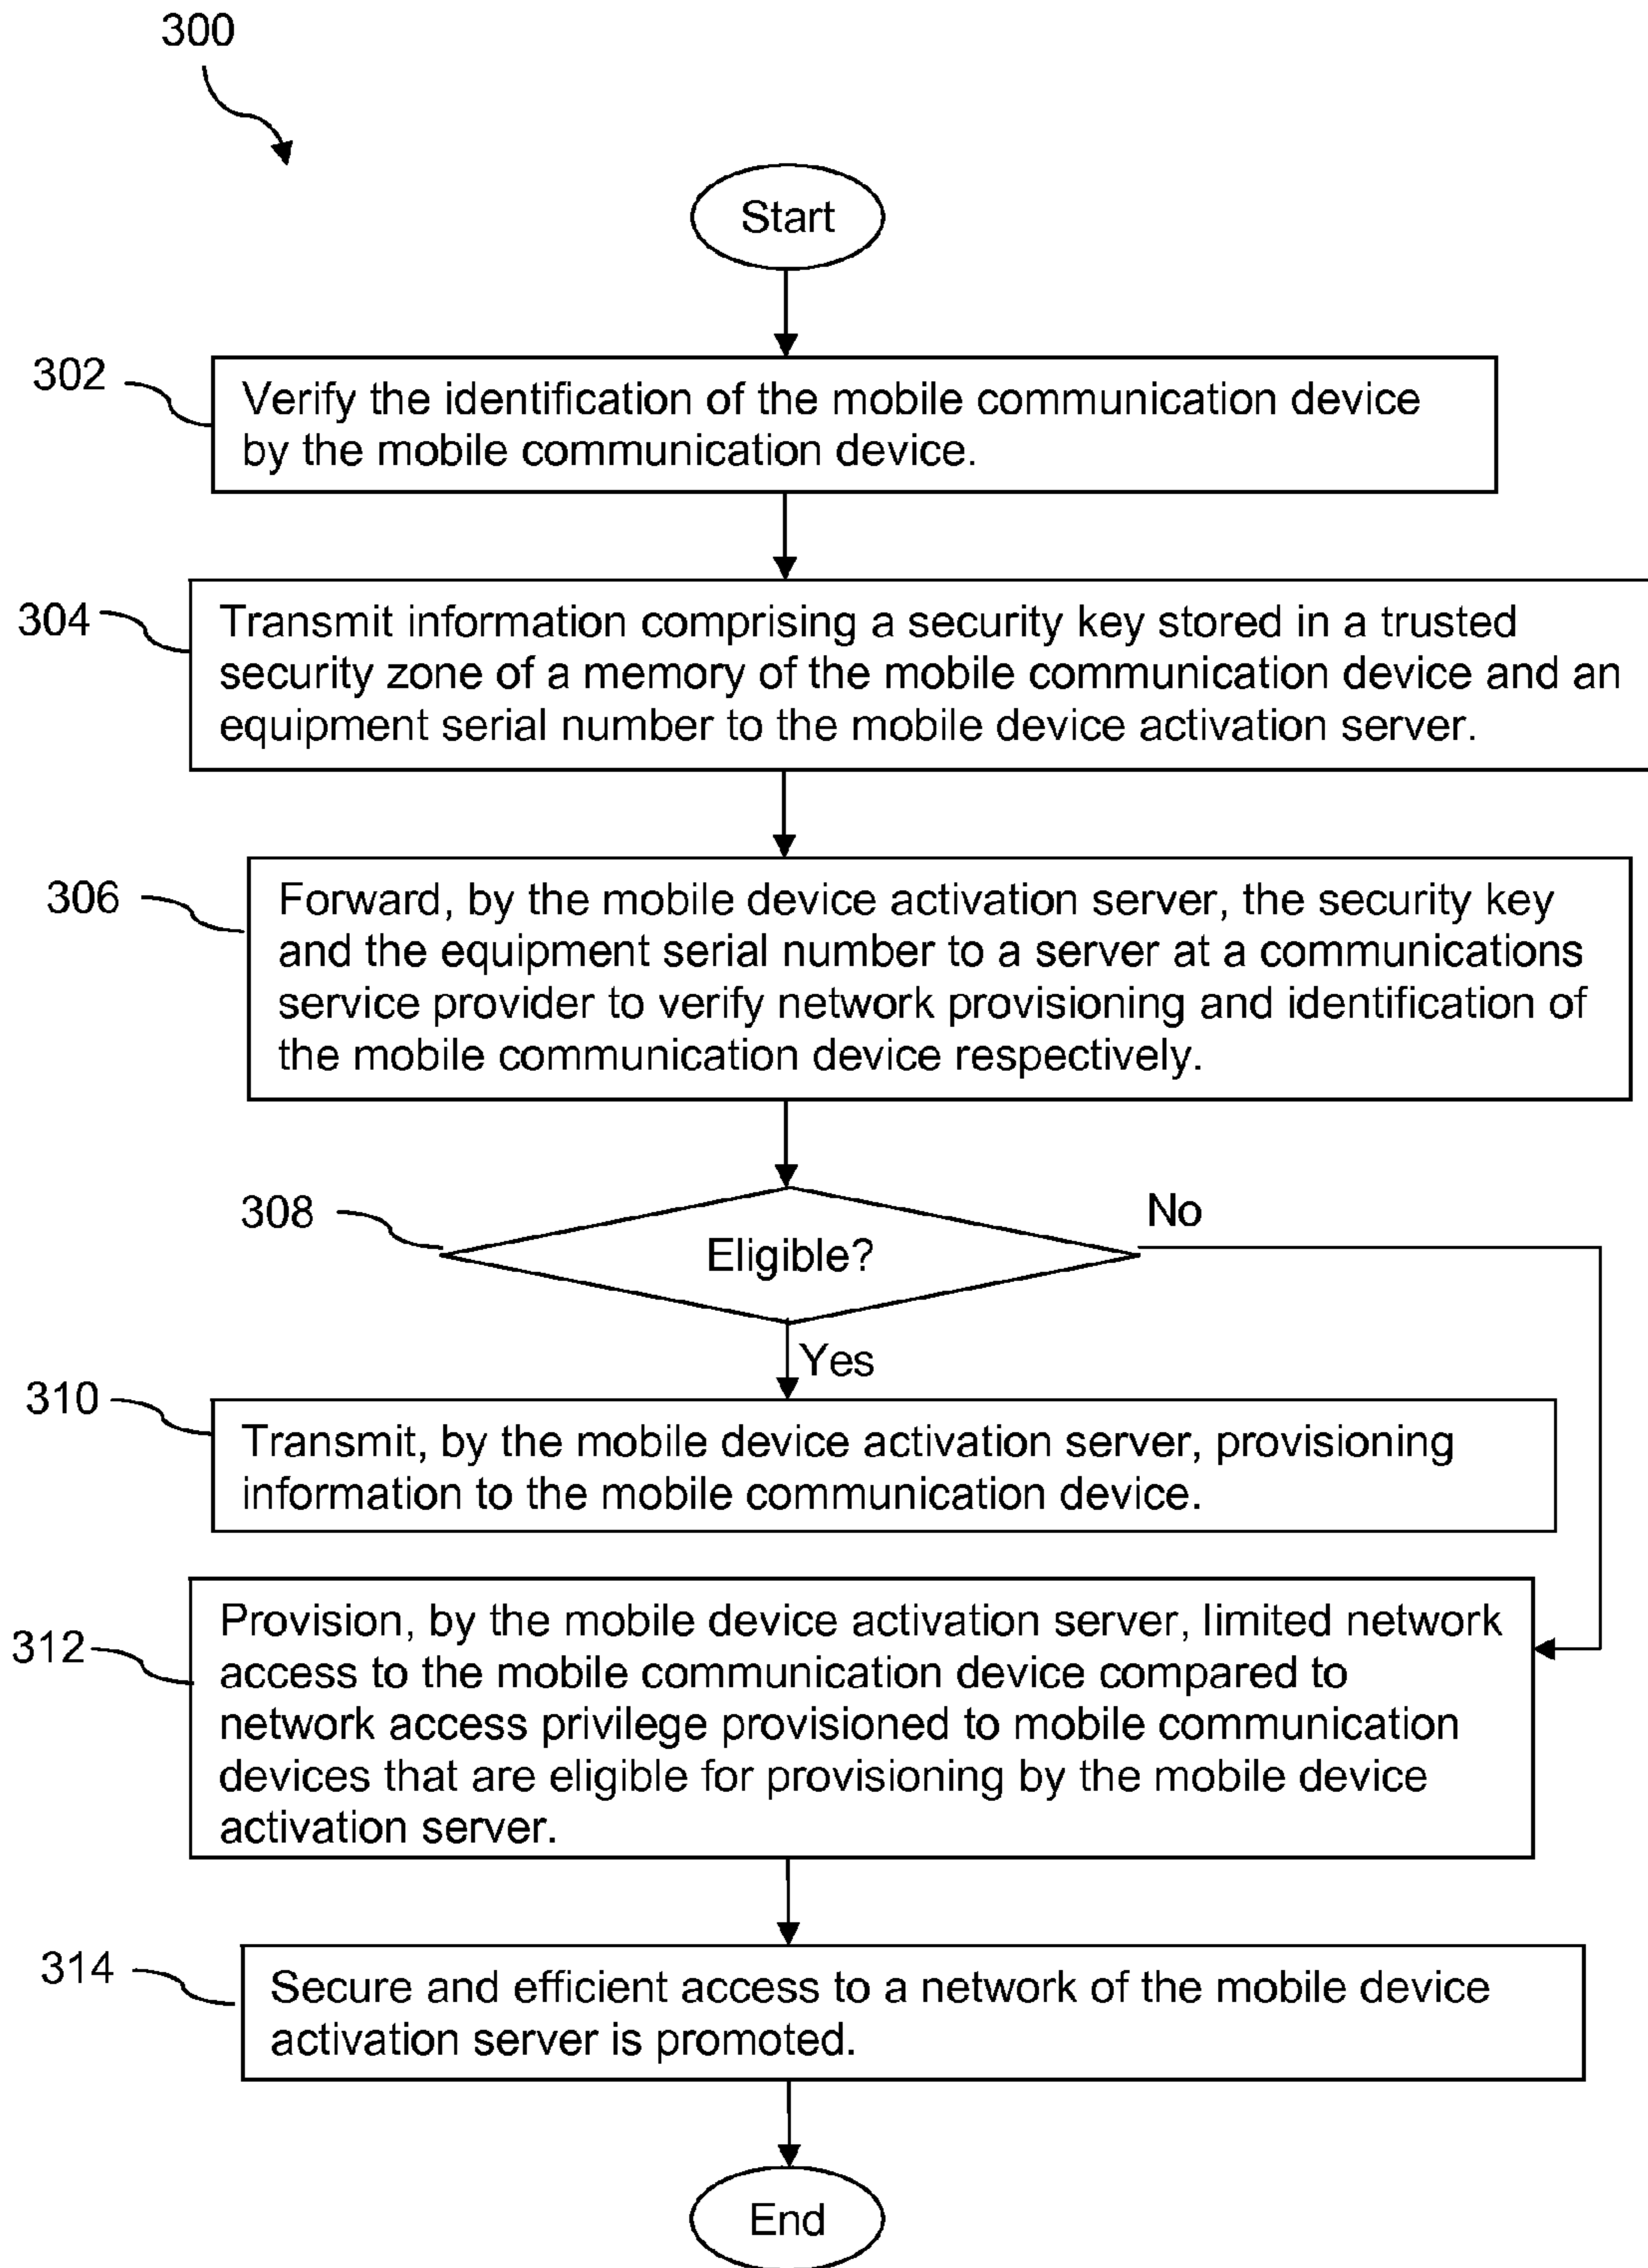 300
Start
302
Verify the identification of the mobile communication device
by the mobile communication device.
304
Transmit information comprising a security key stored in a trusted
security zone of a memory of the mobile communication device and an
equipment serial number to the mobile device activation server.
306
Forward, by the mobile device activation server, the security key
and the equipment serial number to a server at a communications
service provider to verify network provisioning and identification of
the mobile communication device respectively.
308
Eligible?
No
Yes
310
Transmit, by the mobile device activation server, provisioning
information to the mobile communication device.
312
Provision, by the mobile device activation server, limited network
access to the mobile communication device compared to
network access privilege provisioned to mobile communication
devices that are eligible for provisioning by the mobile device
activation server.
314
Secure and efficient access to a network of the mobile device
activation server is promoted.
End